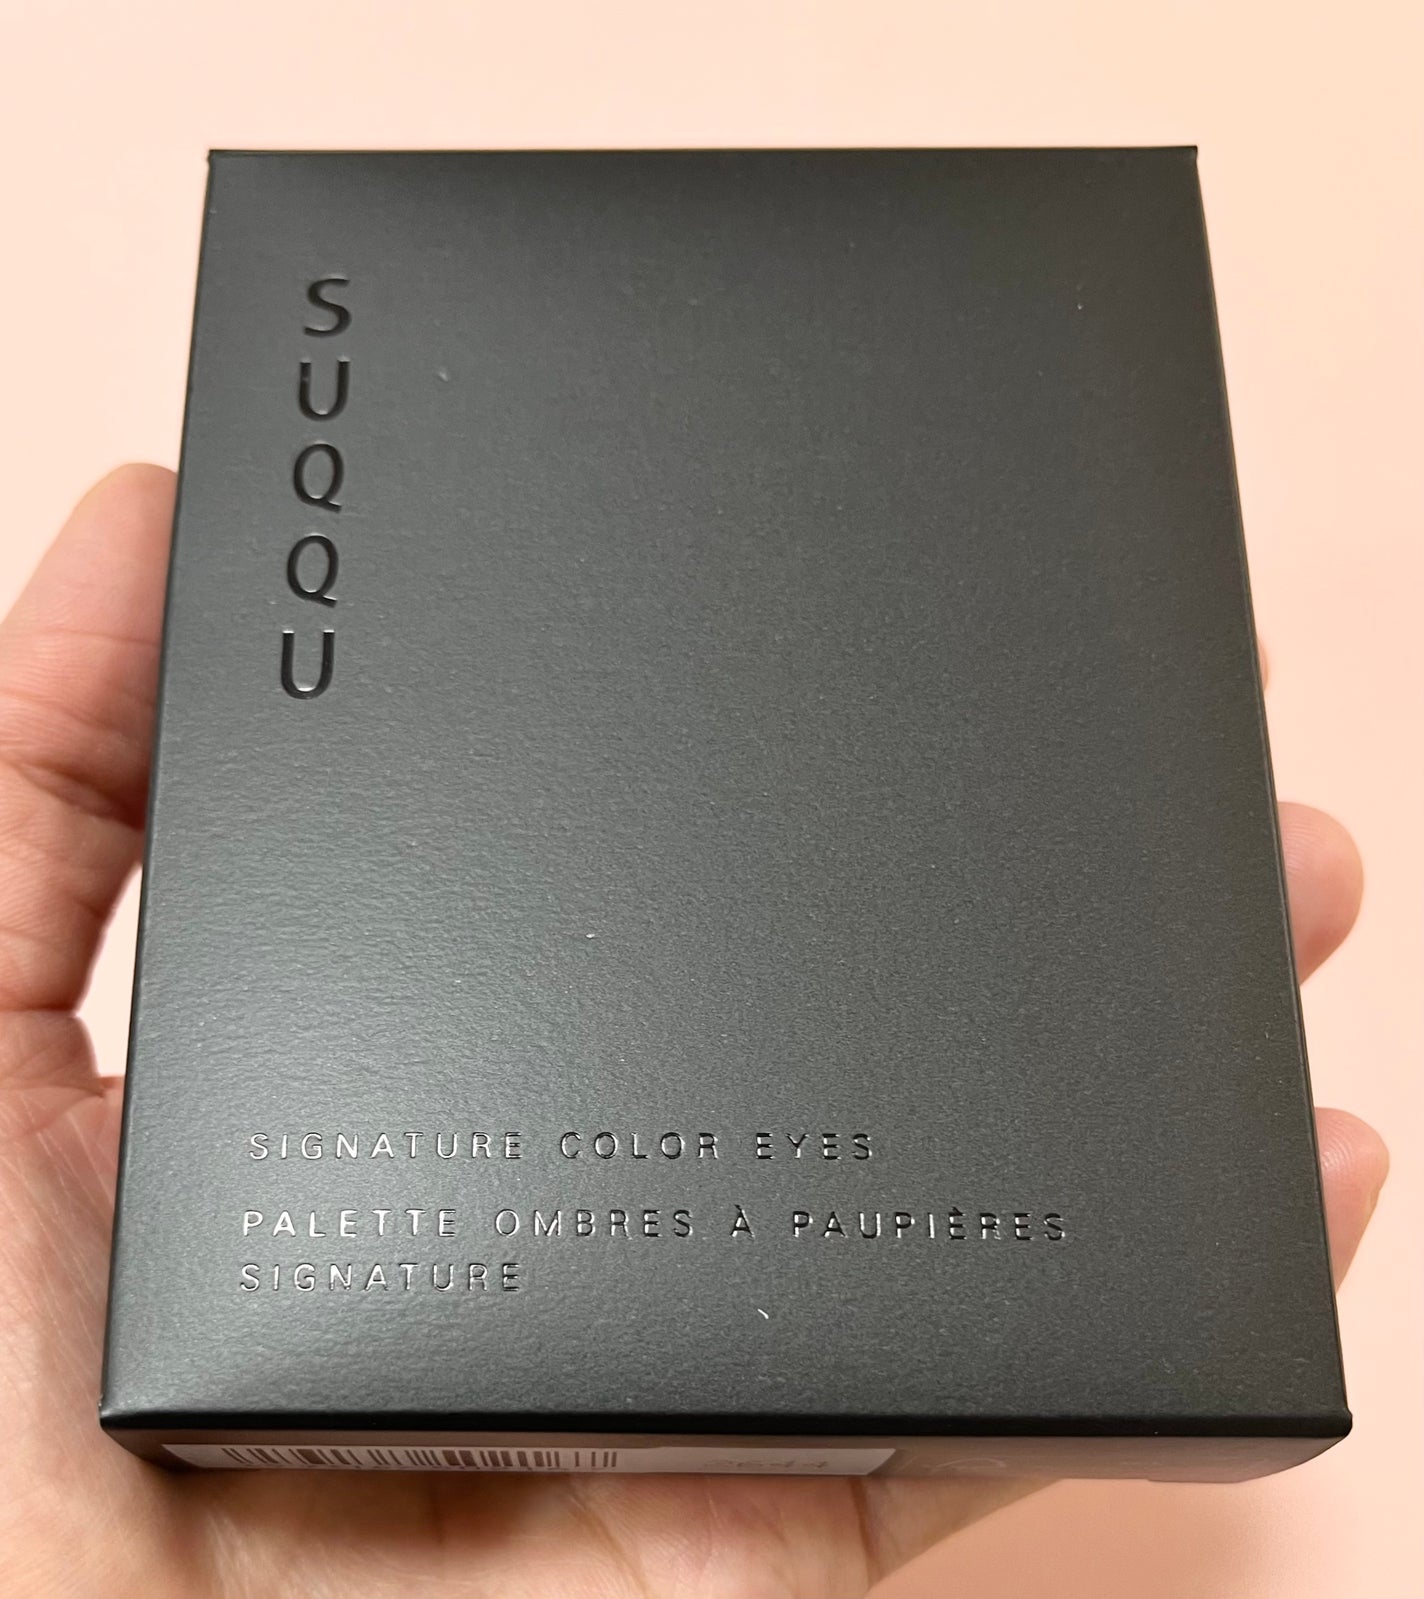 SUQQU
SIGNATURE COLOR EYES
PALETTE OMBRES À PAUPIÈRES
SIGNATURE